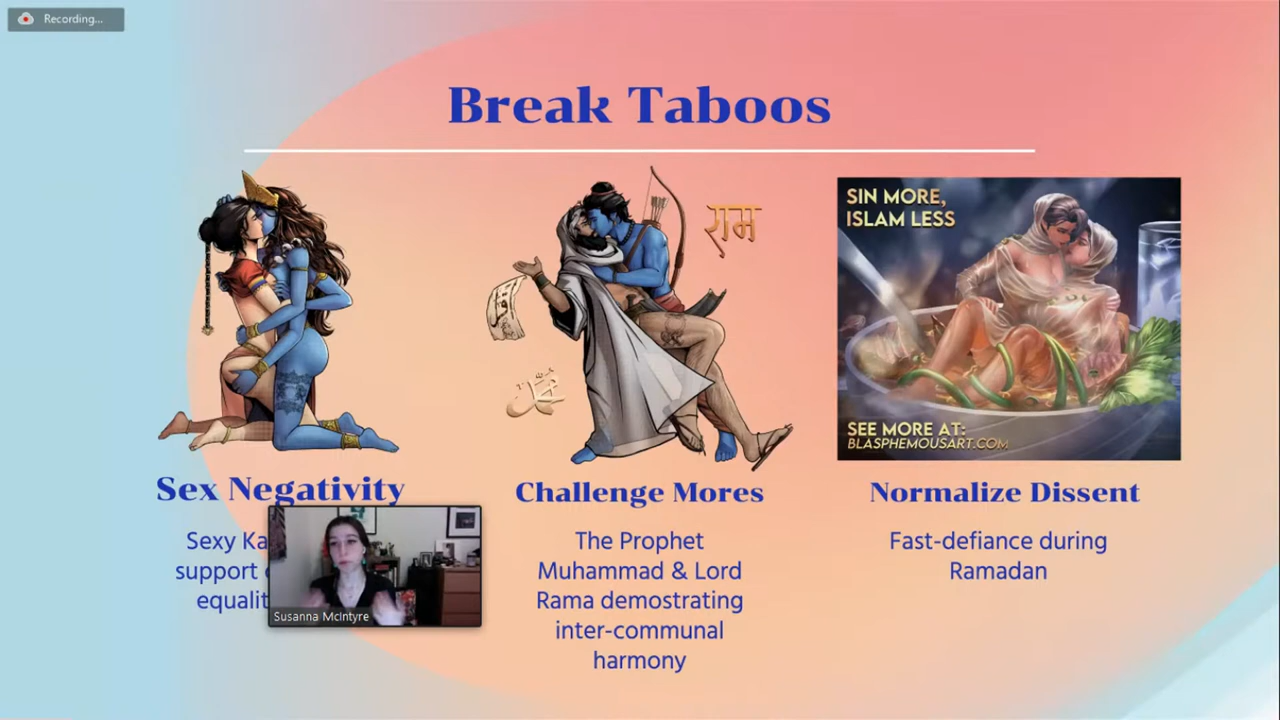 Recording...
Break Taboos
राम
SIN MORE,
ISLAM LESS
SEE MORE AT:
BLASPHEMOUSART.COM
Sex Negativity
Sexy
support
Challenge Mores
The Prophet
Muhammad & Lord
Rama demostrating
inter-communal
harmony
Normalize Dissent
Fast-defiance during
Ramadan
Susanna McIntyre